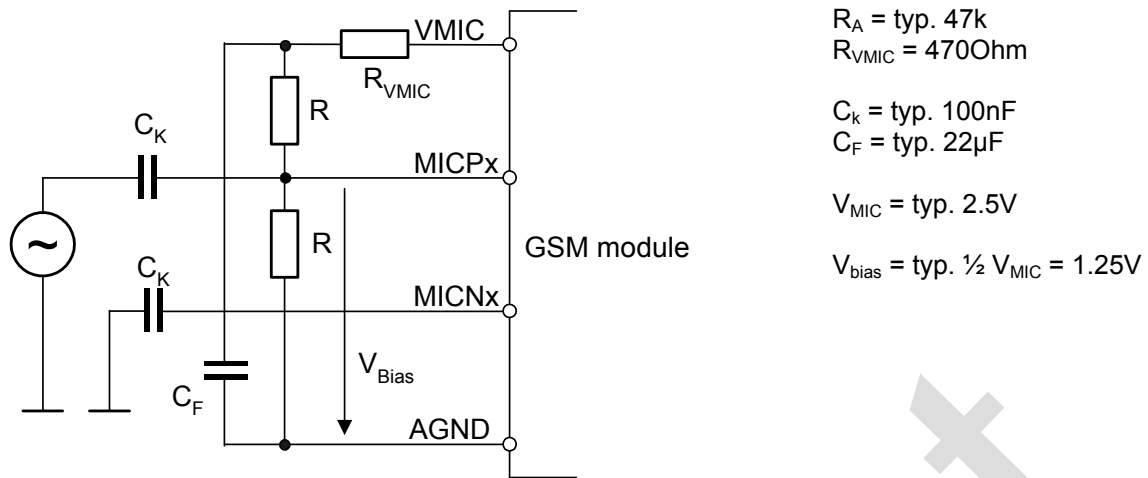 VMIC
R_VMIC
R
C_K
MICPx
R
GSM module
C_K
MICNx
V_Bias
C_F
AGND
R_A = typ. 47k
R_VMIC = 470Ohm
C_k = typ. 100nF
C_F = typ. 22µF
V_MIC = typ. 2.5V
V_bias = typ. ½ V_MIC = 1.25V